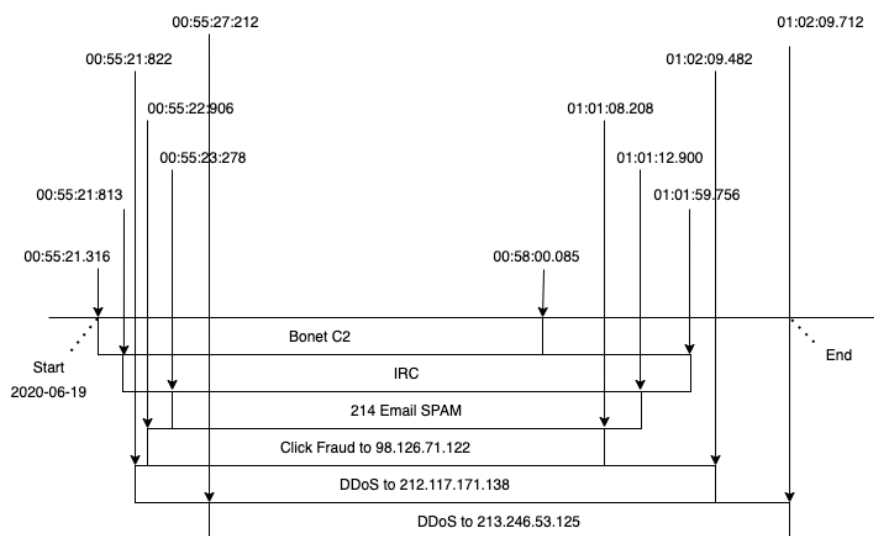 00:55:27:212
01:02:09.712
00:55:21:822
01:02:09.482
00:55:22:906
01:01:08.208
00:55:23:278
01:01:12.900
00:55:21:813
01:01:59.756
00:55:21.316
00:58:00.085
Bonet C2
Start
2020-06-19
End
IRC
214 Email SPAM
Click Fraud to 98.126.71.122
DDoS to 212.117.171.138
DDoS to 213.246.53.125